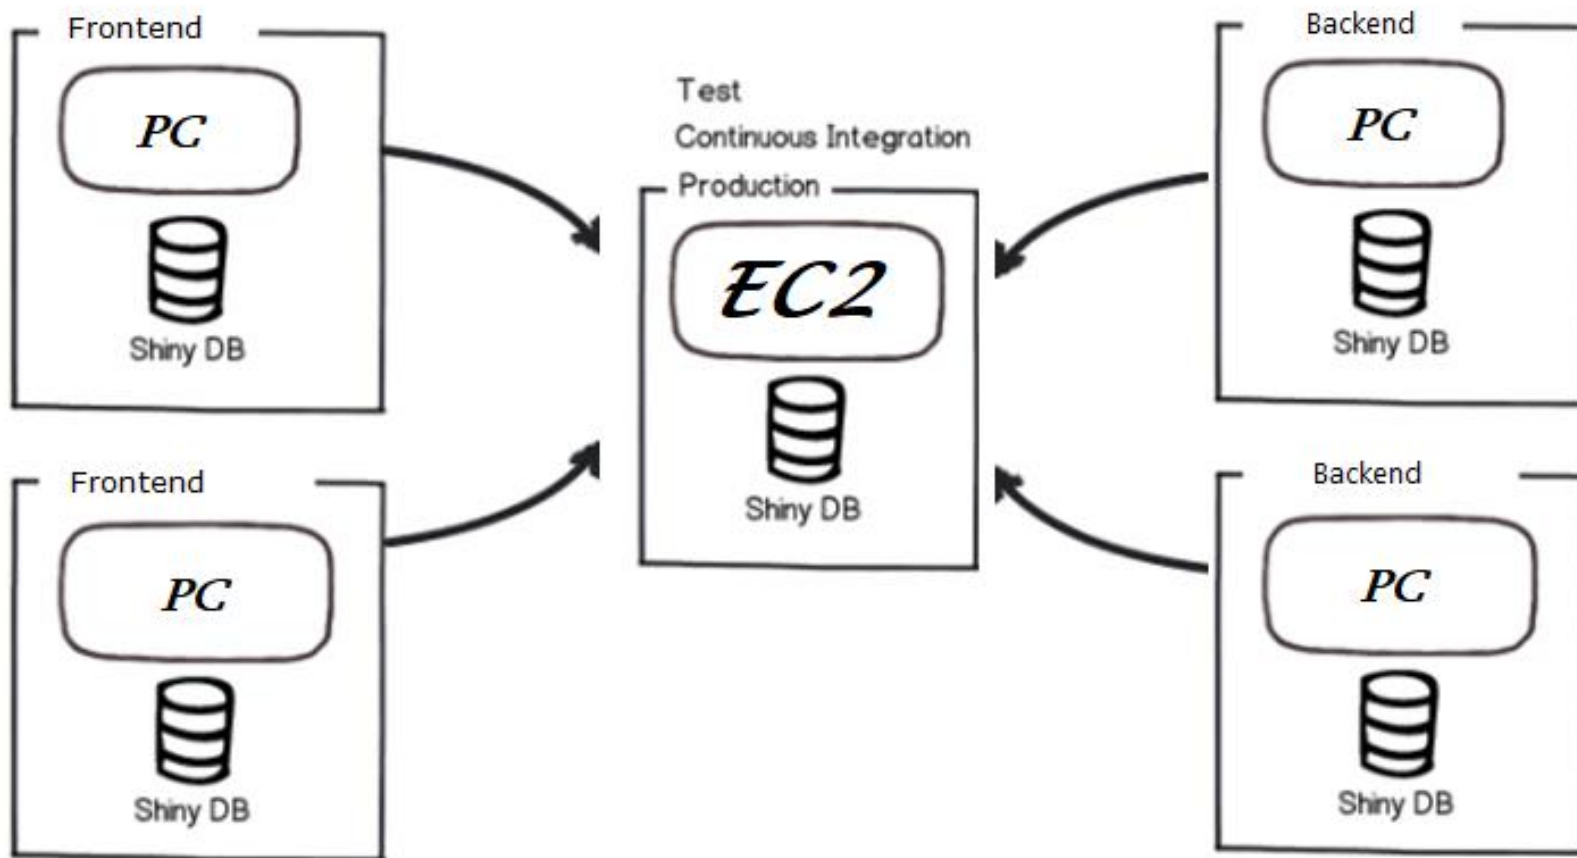 Frontend
PC
Shiny DB
Frontend
PC
Shiny DB
Test
Continuous Integration
Production
EC2
Shiny DB
Backend
PC
Shiny DB
Backend
PC
Shiny DB